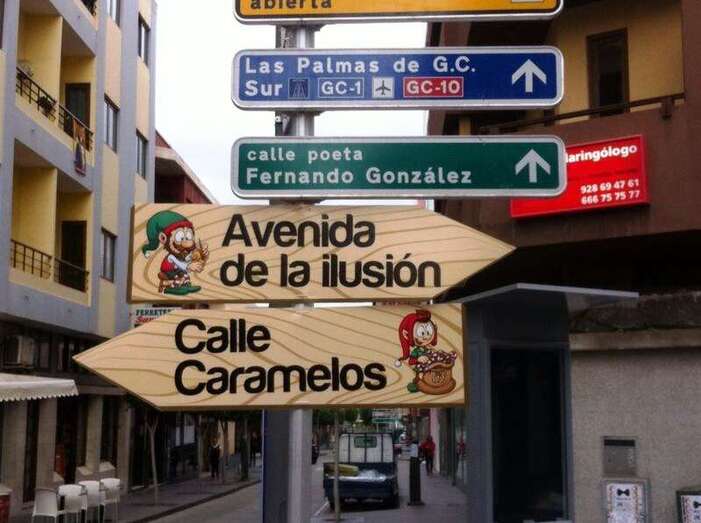 abierta
Las Palmas de G.C.
Sur GC-1 GC-10
calle poeta
Fernando González
laringólogo
928 69 47 61
666 75 75 77
Avenida
de la ilusión
Calle
Caramelos